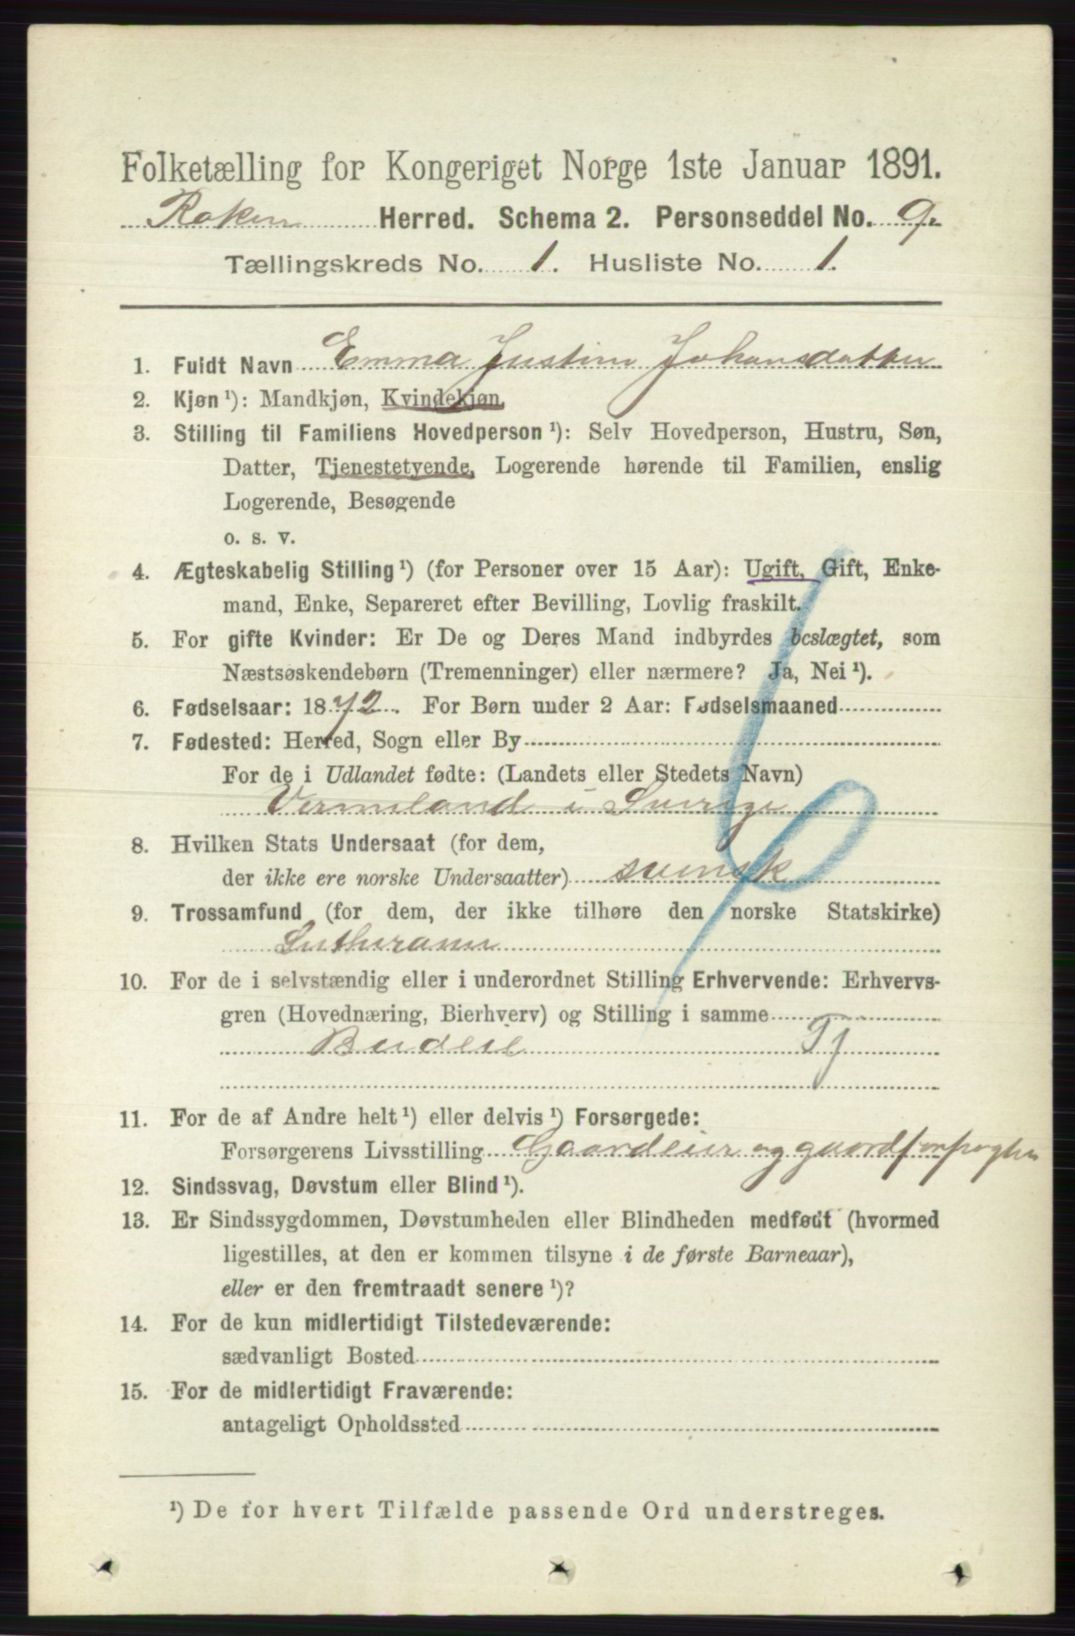 Folketælling for Kongeriget Norge 1ste Januar 1891.
Røken Herred. Schema 2. Personseddel No. 9.
Tællingskreds No. 1. Husliste No. 1.
1. Fuldt Navn Emma Justine Johansdatter
2. Kjøn ¹): Mandkjøn, Kvindekjøn.
3. Stilling til Familiens Hovedperson ¹): Selv Hovedperson, Hustru, Søn,
Datter, Tjenestetyende, Logerende hørende til Familien, enslig
Logerende, Besøgende
o. s. v.
4. Ægteskabelig Stilling ¹) (for Personer over 15 Aar): Ugift, Gift, Enke-
mand, Enke, Separeret efter Bevilling, Lovlig fraskilt.
5. For gifte Kvinder: Er De og Deres Mand indbyrdes beslægtet, som
Næstsøskendebørn (Tremenninger) eller nærmere? Ja, Nei ¹).
6. Fødselsaar: 1872. For Børn under 2 Aar: Fødselsmaaned
7. Fødested: Herred, Sogn eller By
For de i Udlandet fødte: (Landets eller Stedets Navn)
Vermeland i Sverige
8. Hvilken Stats Undersaat (for dem,
der ikke ere norske Undersaatter) svensk
9. Trossamfund (for dem, der ikke tilhøre den norske Statskirke)
Lutheraner
10. For de i selvstændig eller i underordnet Stilling Erhvervende: Erhvervs-
gren (Hovednæring, Bierhverv) og Stilling i samme
Budeie Tj
11. For de af Andre helt ¹) eller delvis ¹) Forsørgede:
Forsørgerens Livsstilling Gaardeier og gaardforpagter
12. Sindssvag, Døvstum eller Blind ¹).
13. Er Sindssygdommen, Døvstumheden eller Blindheden medfødt (hvormed
ligestilles, at den er kommen tilsyne i de første Barneaar),
eller er den fremtraadt senere ¹)?
14. For de kun midlertidigt Tilstedeværende:
sædvanligt Bosted
15. For de midlertidigt Fraværende:
antageligt Opholdssted
¹) De for hvert Tilfælde passende Ord understreges.